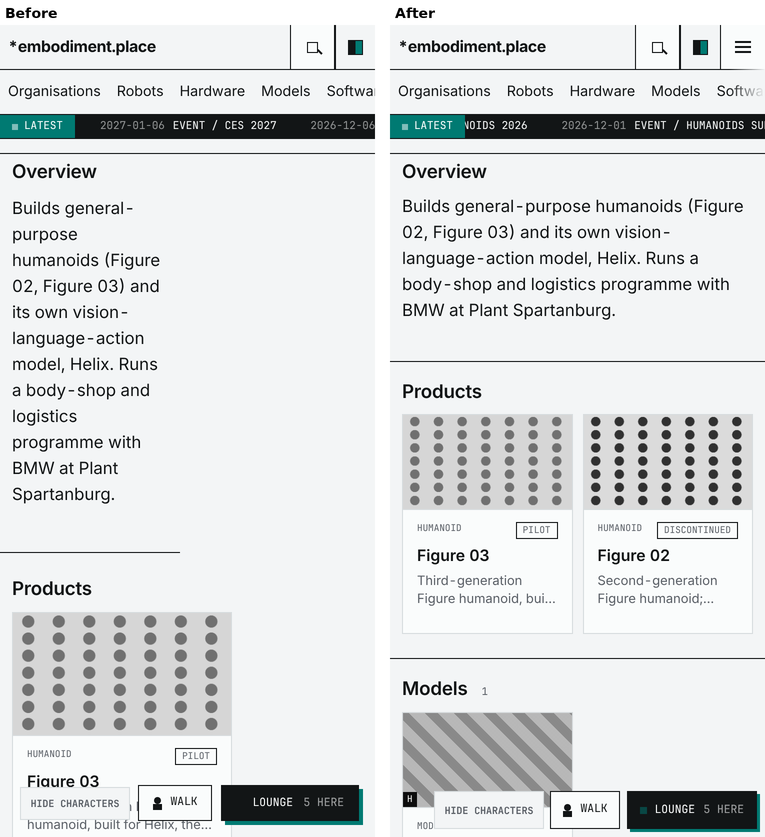 Before
*embodiment.place
Organisations Robots Hardware Models Softwa
LATEST 2027-01-06 EVENT / CES 2027 2026-12-06
Overview
Builds general-
purpose
humanoids (Figure
02, Figure 03) and
its own vision-
language-action
model, Helix. Runs
a body-shop and
logistics
programme with
BMW at Plant
Spartanburg.
Products
HUMANOID PILOT
Figure 03
humanoid, built for Helix, the...
HIDE CHARACTERS WALK LOUNGE 5 HERE
After
*embodiment.place
Organisations Robots Hardware Models Softwa
LATEST NOIDS 2026 2026-12-01 EVENT / HUMANOIDS SU
Overview
Builds general-purpose humanoids (Figure
02, Figure 03) and its own vision-
language-action model, Helix. Runs a
body-shop and logistics programme with
BMW at Plant Spartanburg.
Products
HUMANOID PILOT
Figure 03
Third-generation
Figure humanoid, bui...
HUMANOID DISCONTINUED
Figure 02
Second-generation
Figure humanoid;...
Models 1
H
MOD
HIDE CHARACTERS WALK LOUNGE 5 HERE